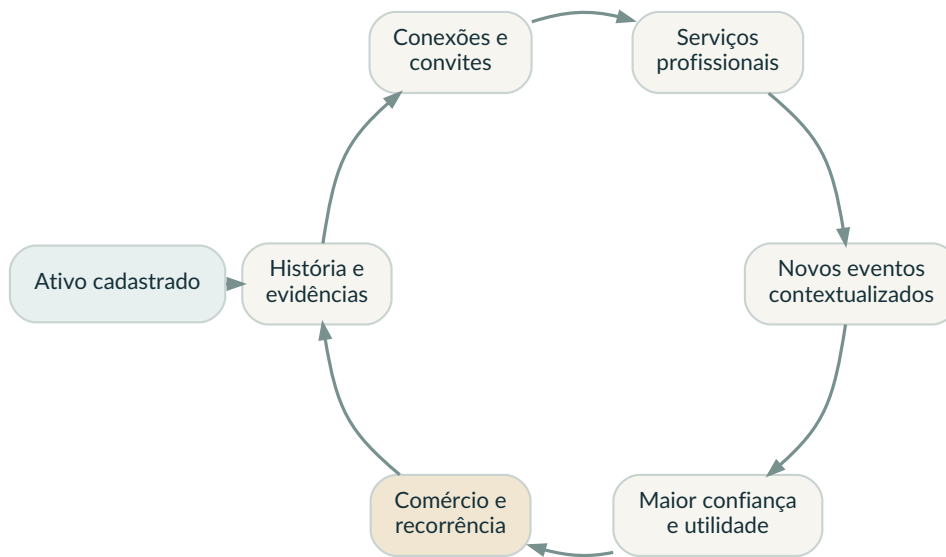 Conexões e
convites
Serviços
profissionais
Ativo cadastrado
História e
evidências
Novos eventos
contextualizados
Comércio e
recorrência
Maior confiança
e utilidade